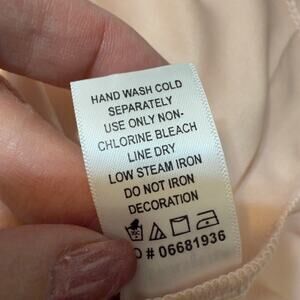 HAND WASH COLD
SEPARATELY
USE ONLY NON-
CHLORINE BLEACH
LINE DRY
LOW STEAM IRON
DO NOT IRON
DECORATION
O # 06681936